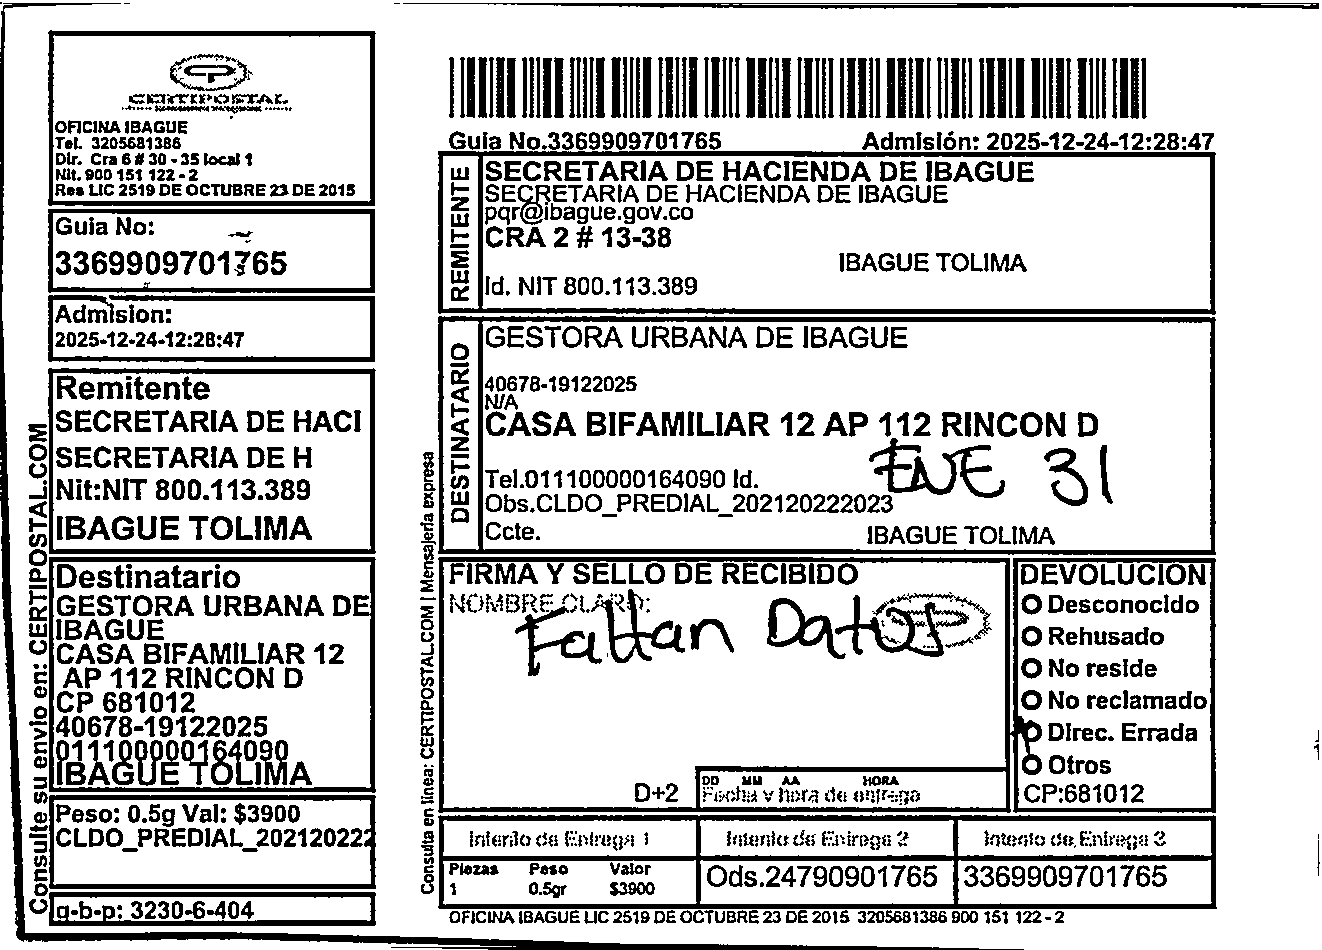 CERTIPOSTAL
OFICINA IBAGUE
Tel. 3205681386
Dir. Cra 6 # 30 - 35 local 1
Nit. 900 151 122 - 2
Res LIC 2519 DE OCTUBRE 23 DE 2015
Guia No:
3369909701765
Admision:
2025-12-24-12:28:47
Remitente
SECRETARIA DE HACI
SECRETARIA DE H
Nit:NIT 800.113.389
IBAGUE TOLIMA
Destinatario
GESTORA URBANA DE
IBAGUE
CASA BIFAMILIAR 12
AP 112 RINCON D
CP 681012
40678-19122025
011100000164090
IBAGUE TOLIMA
Peso: 0.5g Val: $3900
CLDO_PREDIAL_202120222
g-b-p: 3230-6-404
Consulte su envio en: CERTIPOSTAL.COM
Guia No.3369909701765 Admisión: 2025-12-24-12:28:47
REMITENTE
SECRETARIA DE HACIENDA DE IBAGUE
SECRETARIA DE HACIENDA DE IBAGUE
pqr@ibague.gov.co
CRA 2 # 13-38
IBAGUE TOLIMA
Id. NIT 800.113.389
DESTINATARIO
GESTORA URBANA DE IBAGUE
40678-19122025
N/A
CASA BIFAMILIAR 12 AP 112 RINCON D
ENE 31
Tel.011100000164090 Id.
Obs.CLDO_PREDIAL_202120222023
Ccte. IBAGUE TOLIMA
Consulta en línea: CERTIPOSTAL.COM | Mensajería expresa
FIRMA Y SELLO DE RECIBIDO
NOMBRE CLARO:
Faltan Datos
D+2
DD MM AA HORA
Fecha y hora de entrega
DEVOLUCION
Desconocido
Rehusado
No reside
No reclamado
Direc. Errada
Otros
CP:681012
Intento de Entrega 1 Intento de Entrega 2 Intento de Entrega 3
Piezas Peso Valor
1 0.5gr $3900
Ods.24790901765 3369909701765
OFICINA IBAGUE LIC 2519 DE OCTUBRE 23 DE 2015 3205681386 900 151 122 - 2